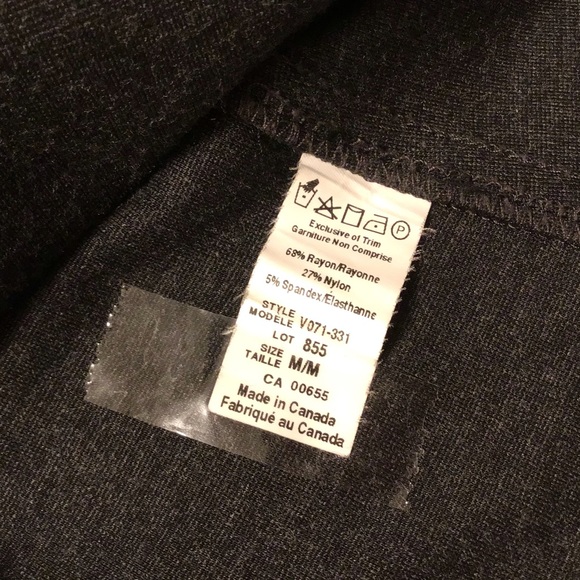 P
Exclusive of Trim
Garniture Non Comprise
68% Rayon/Rayonne
27% Nylon
5% Spandex/Elasthanne
STYLE
MODELE V071-331
LOT 855
SIZE
TAILLE M/M
CA 00655
Made in Canada
Fabriqué au Canada